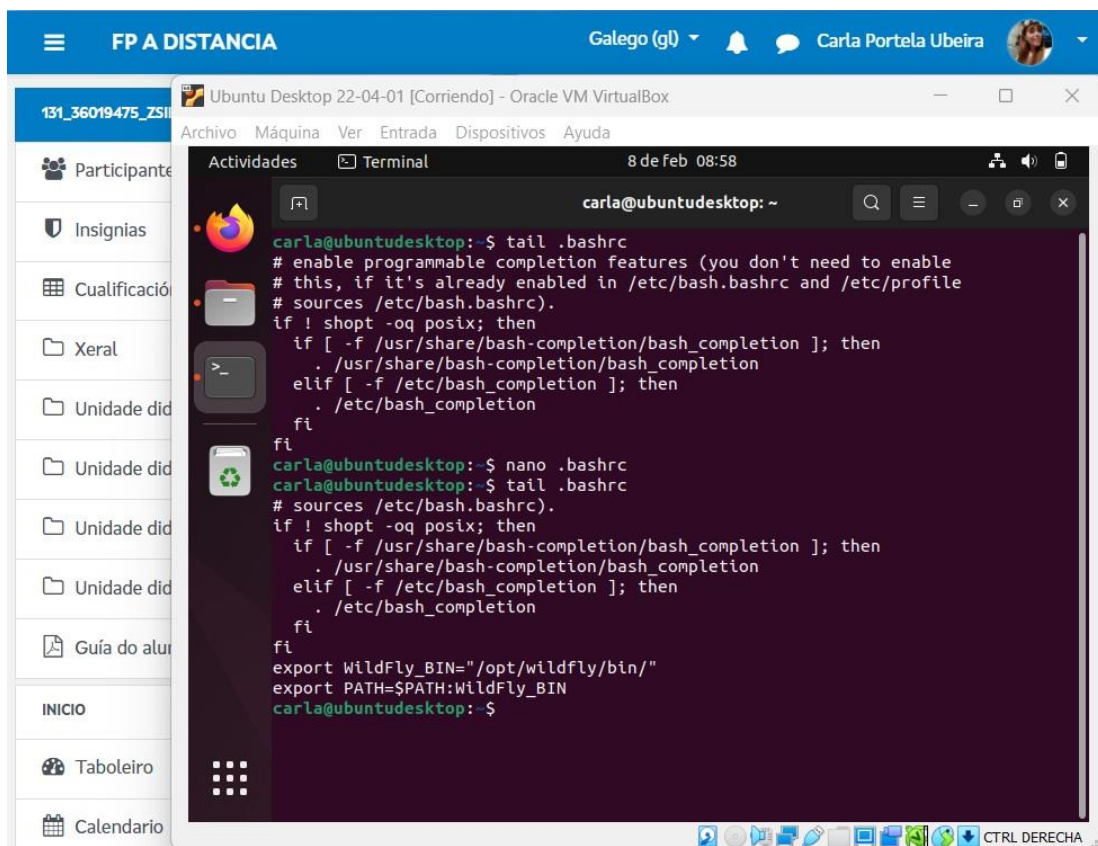 FP A DISTANCIA
Galego (gl)
Carla Portela Ubeira
131_36019475_ZSI
Participante
Insignias
Cualificació
Xeral
Unidade did
Unidade did
Unidade did
Unidade did
Guía do alu
INICIO
Taboleiro
Calendario
Ubuntu Desktop 22-04-01 [Corriendo] - Oracle VM VirtualBox
Archivo Máquina Ver Entrada Dispositivos Ayuda
Actividades Terminal 8 de feb 08:58
carla@ubuntudesktop: ~
carla@ubuntudesktop:~$ tail .bashrc
# enable programmable completion features (you don't need to enable
# this, if it's already enabled in /etc/bash.bashrc and /etc/profile
# sources /etc/bash.bashrc).
if ! shopt -oq posix; then
  if [ -f /usr/share/bash-completion/bash_completion ]; then
    . /usr/share/bash-completion/bash_completion
  elif [ -f /etc/bash_completion ]; then
    . /etc/bash_completion
  fi
fi
carla@ubuntudesktop:~$ nano .bashrc
carla@ubuntudesktop:~$ tail .bashrc
# sources /etc/bash.bashrc).
if ! shopt -oq posix; then
  if [ -f /usr/share/bash-completion/bash_completion ]; then
    . /usr/share/bash-completion/bash_completion
  elif [ -f /etc/bash_completion ]; then
    . /etc/bash_completion
  fi
fi
export WildFly_BIN="/opt/wildfly/bin/"
export PATH=$PATH:WildFly_BIN
carla@ubuntudesktop:~$
CTRL DERECHA